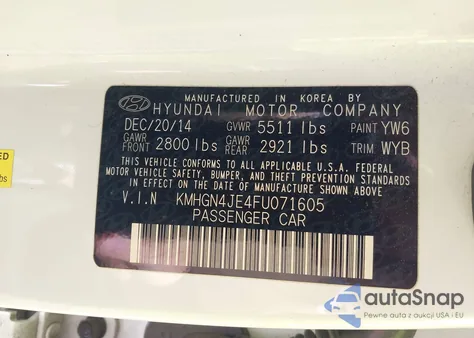 MANUFACTURED IN KOREA BY
HYUNDAI MOTOR COMPANY
DEC/20/14 GVWR 5511 lbs PAINT YW6
GAWR FRONT 2800 lbs GAWR REAR 2921 lbs TRIM WYB
THIS VEHICLE CONFORMS TO ALL APPLICABLE U.S.A. FEDERAL
MOTOR VEHICLE SAFETY, BUMPER, AND THEFT PREVENTION STANDARDS
IN EFFECT ON THE DATE OF MANUFACTURE SHOWN ABOVE.
V.I.N KMHGN4JE4FU071605
PASSENGER CAR
ED
lbs
autaSnap
Pewne auta z aukcji USA i EU